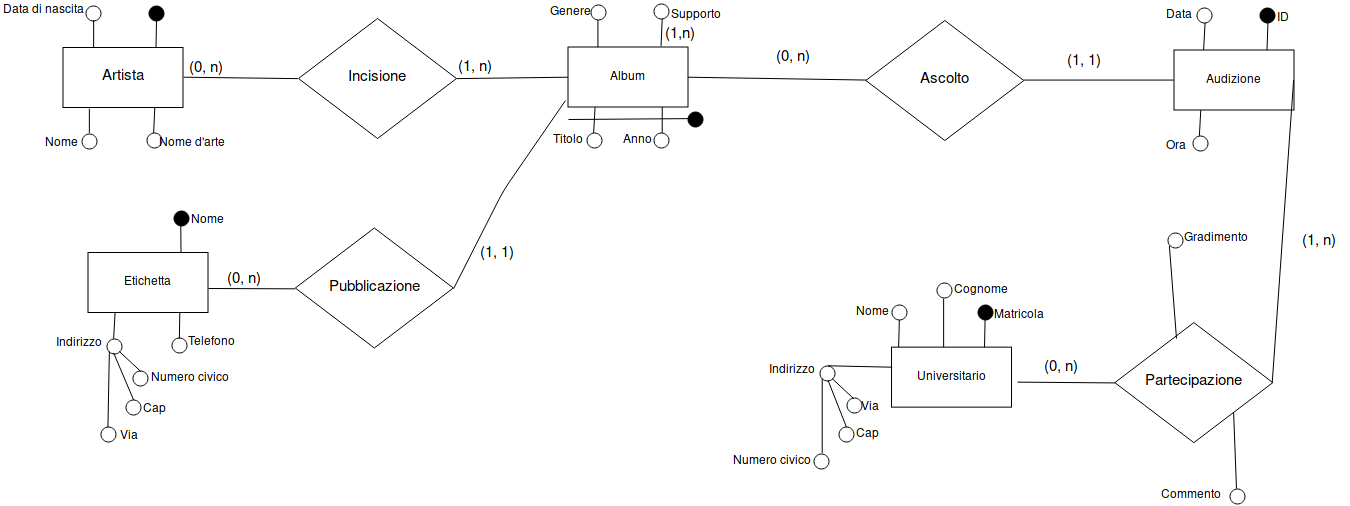 Data di nascita
Genere
Supporto
(1,n)
Data
ID
Artista
(0, n)
Incisione
(1, n)
Album
(0, n)
Ascolto
(1, 1)
Audizione
Nome
Nome d'arte
Titolo
Anno
Ora
Nome
Etichetta
(0, n)
Pubblicazione
(1, 1)
Indirizzo
Telefono
Numero civico
Cap
Via
Gradimento
(1, n)
Nome
Cognome
Matricola
Indirizzo
Universitario
(0, n)
Partecipazione
Via
Cap
Numero civico
Commento